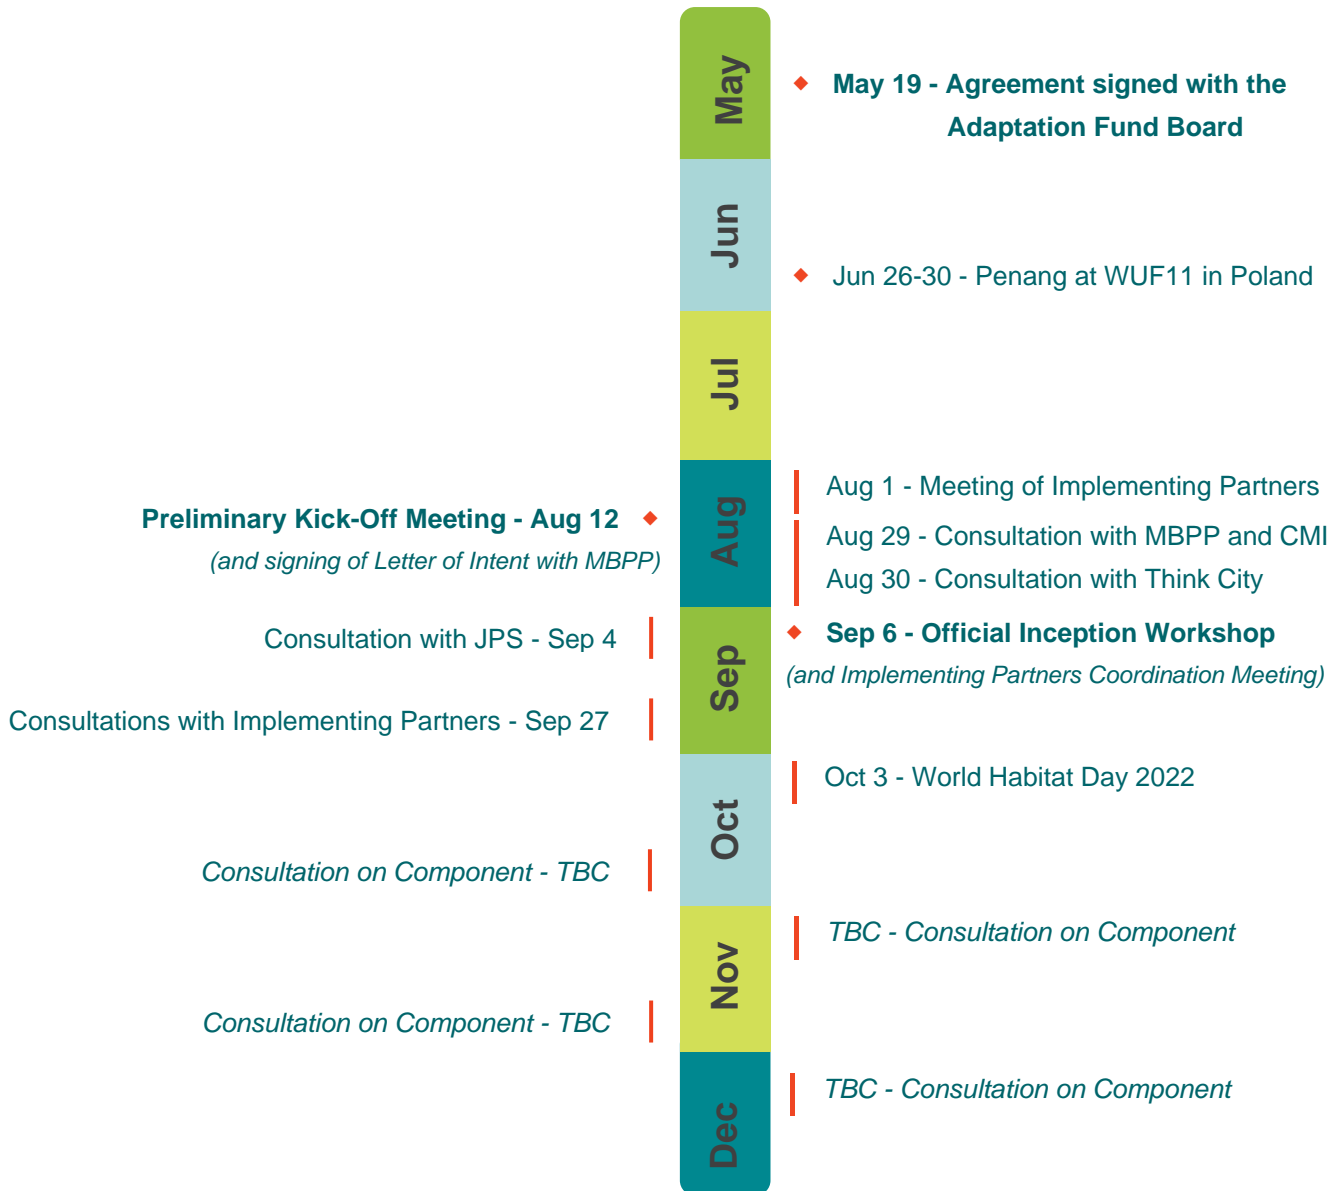 May
May 19 - Agreement signed with the
Adaptation Fund Board
Jun
Jun 26-30 - Penang at WUF11 in Poland
Jul
Aug
Aug 1 - Meeting of Implementing Partners
Preliminary Kick-Off Meeting - Aug 12
(and signing of Letter of Intent with MBPP)
Aug 29 - Consultation with MBPP and CMI
Aug 30 - Consultation with Think City
Sep
Consultation with JPS - Sep 4
Sep 6 - Official Inception Workshop
(and Implementing Partners Coordination Meeting)
Consultations with Implementing Partners - Sep 27
Oct
Oct 3 - World Habitat Day 2022
Consultation on Component - TBC
Nov
TBC - Consultation on Component
Consultation on Component - TBC
Dec
TBC - Consultation on Component